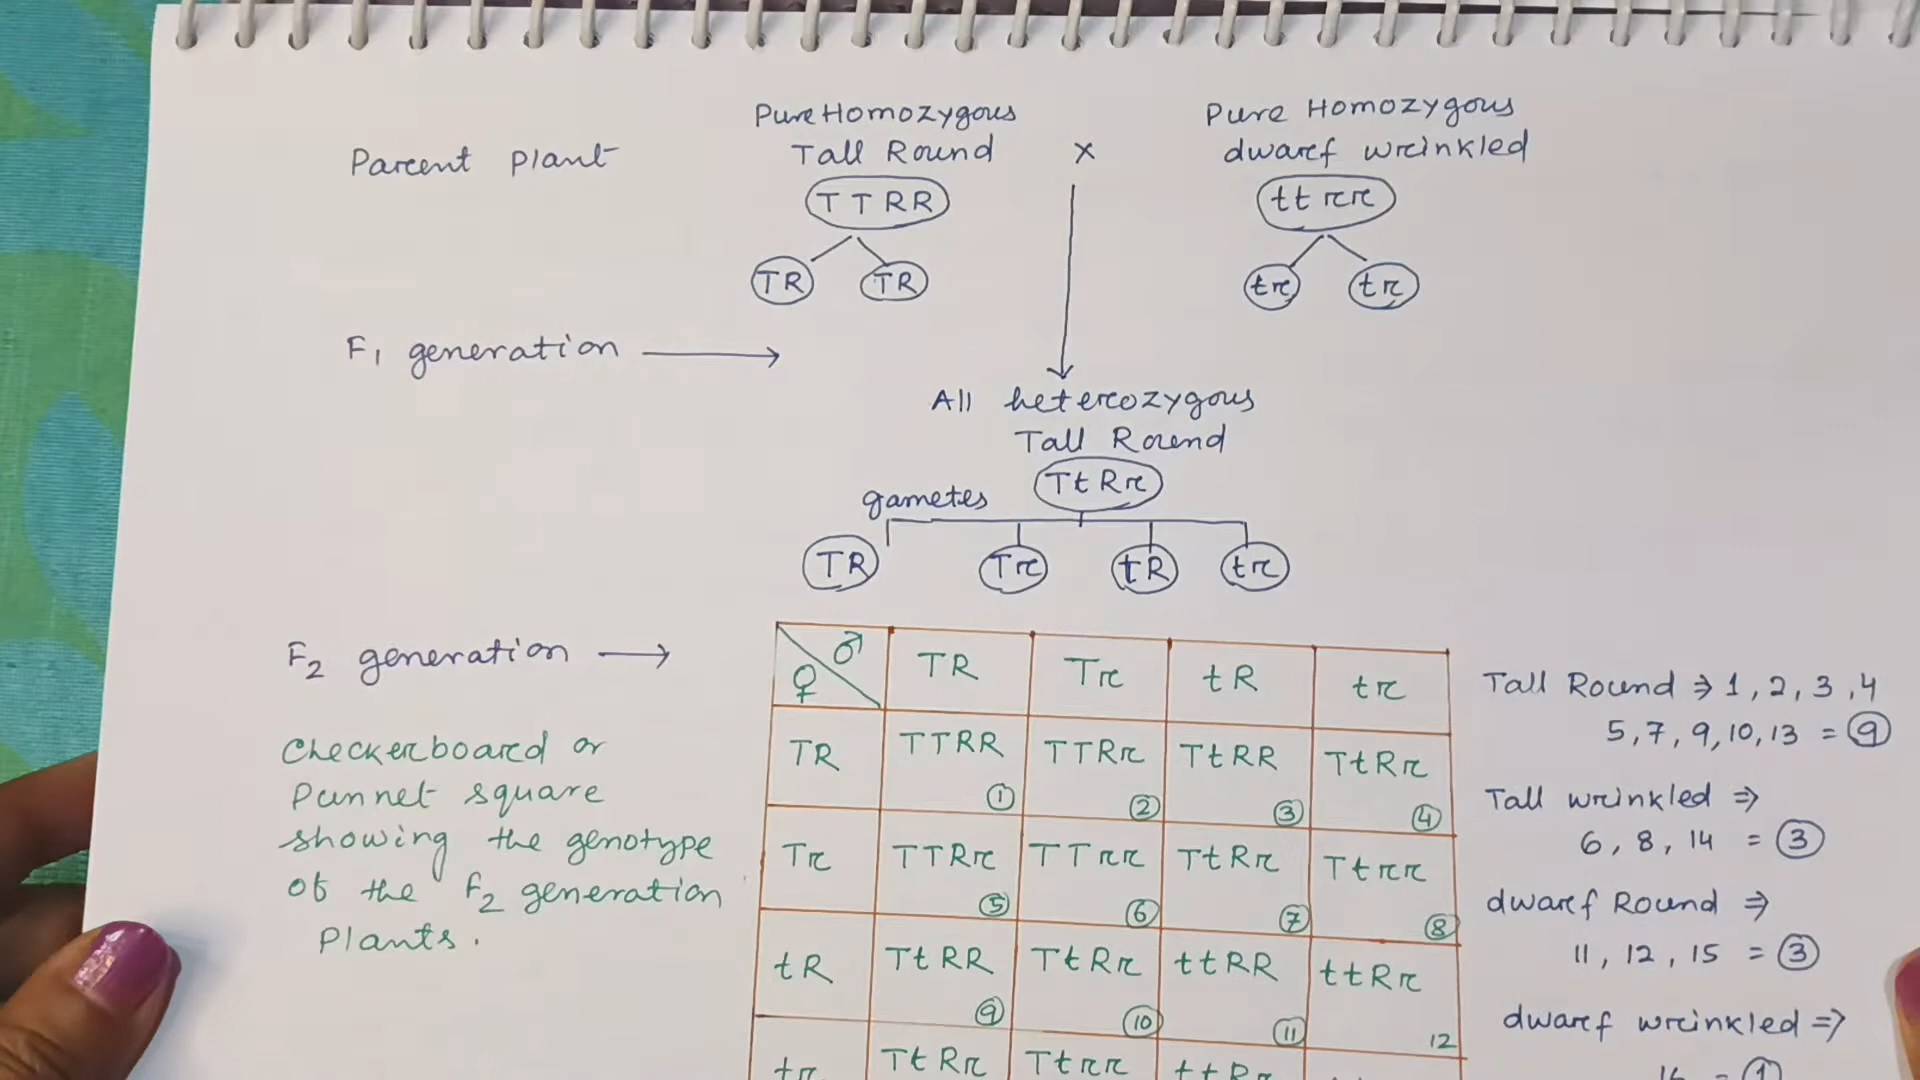 Parent plant
Pure Homozygous
Tall Round
TTRR
TR TR
×
Pure Homozygous
dwarf wrinkled
ttrr
tr tr
F1 generation →
All heterozygous
Tall Round
TtRr
gametes
TR Tr tR tr
F2 generation →
Checkerboard or
Punnet square
showing the genotype
of the F2 generation
Plants.
♀ ♂ TR Tr tR tr
TR TTRR 1 TTRr 2 TtRR 3 TtRr 4
Tr TTRr 5 TTrr 6 TtRr 7 Ttrr 8
tR TtRR 9 TtRr 10 ttRR 11 ttRr 12
tr TtRr Ttrr ttRr
Tall Round ⇒ 1, 2, 3, 4
5, 7, 9, 10, 13 = 9
Tall wrinkled ⇒
6, 8, 14 = 3
dwarf Round ⇒
11, 12, 15 = 3
dwarf wrinkled ⇒
16 = 1